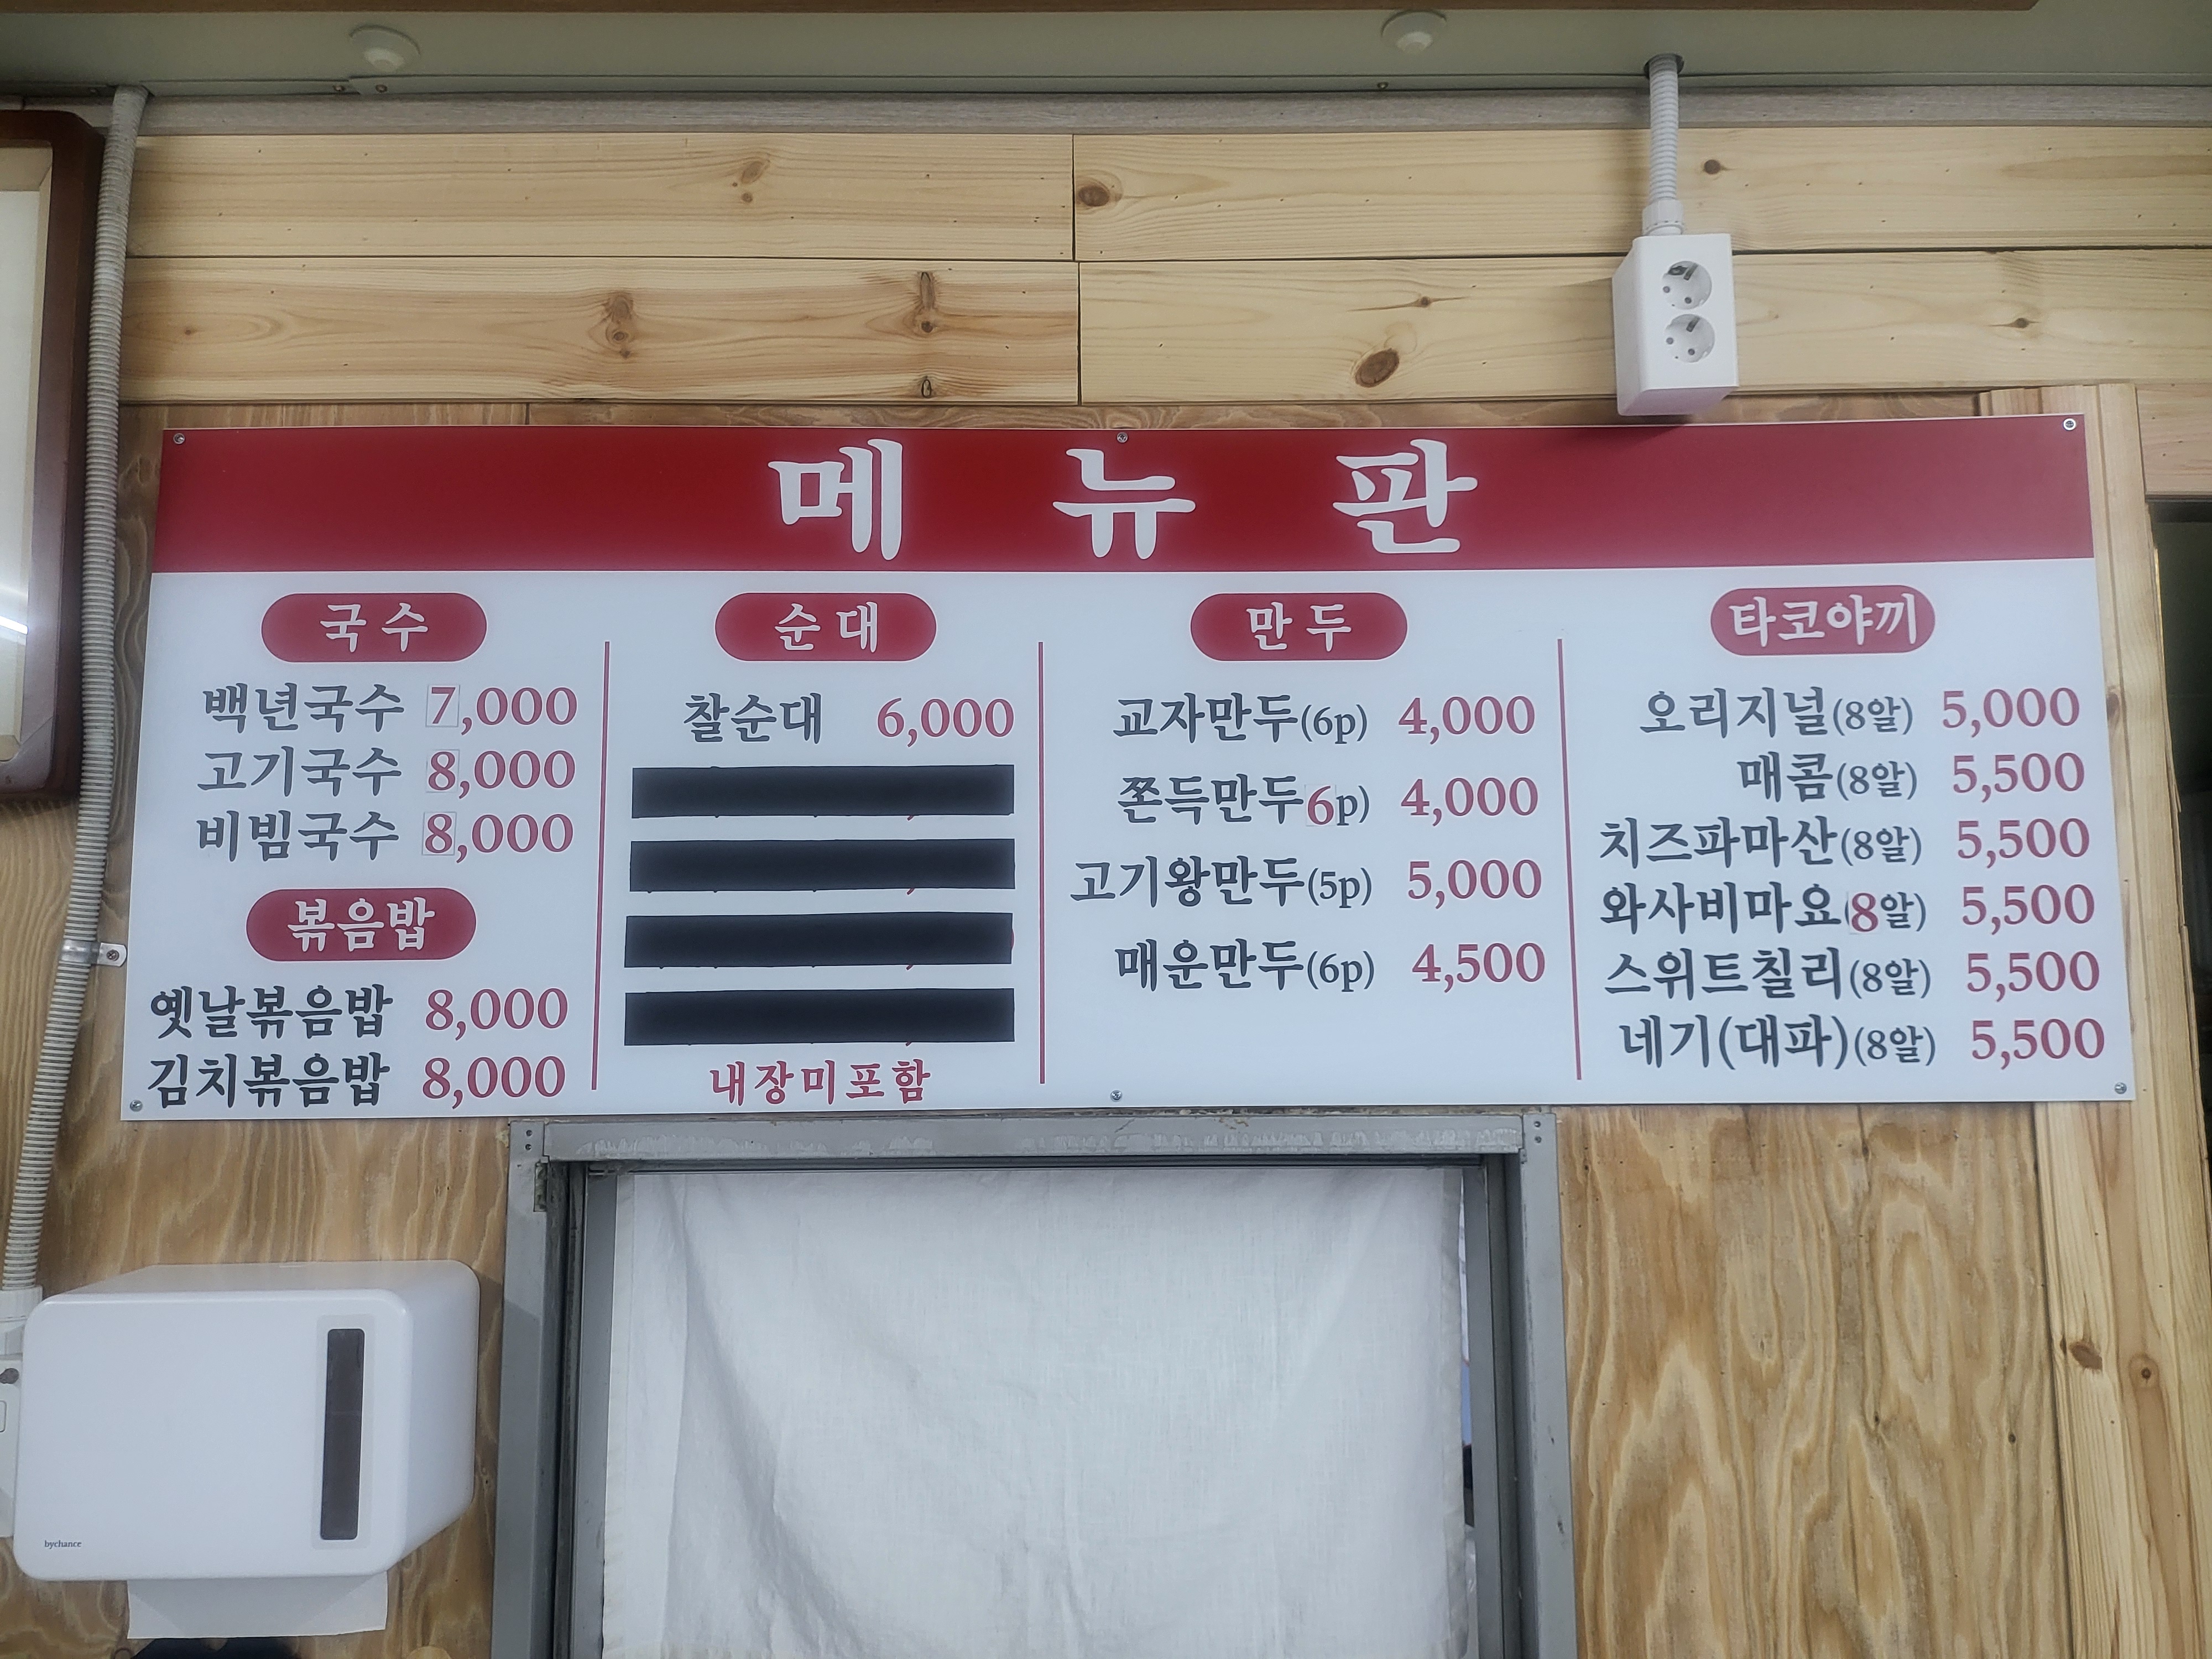 메뉴판
국수
백년국수 7,000
고기국수 8,000
비빔국수 8,000
볶음밥
옛날볶음밥 8,000
김치볶음밥 8,000
순대
찰순대 6,000
내장미포함
만두
교자만두(6p) 4,000
쫀득만두6p) 4,000
고기왕만두(5p) 5,000
매운만두(6p) 4,500
타코야끼
오리지널(8알) 5,000
매콤(8알) 5,500
치즈파마산(8알) 5,500
와사비마요(8알) 5,500
스위트칠리(8알) 5,500
네기(대파)(8알) 5,500
bychance